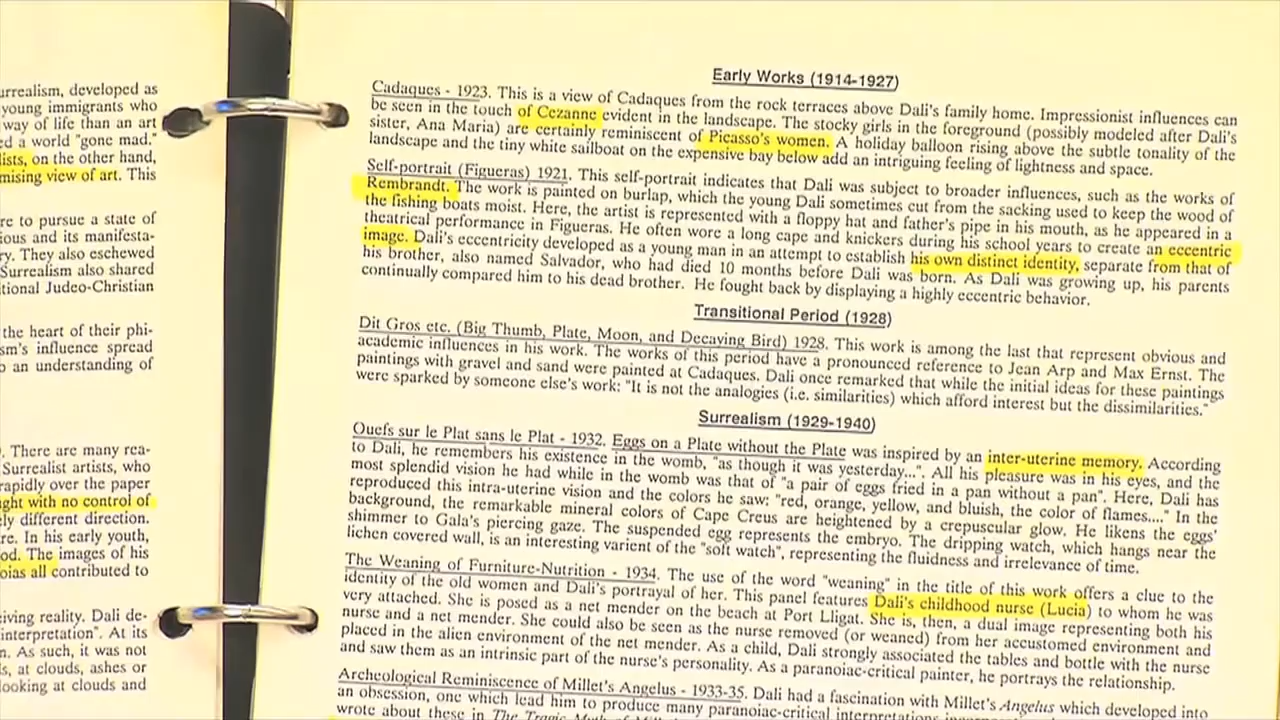 urrealism, developed as
young immigrants who
way of life than an art
ed a world "gone mad."
lists, on the other hand,
mising view of art. This
re to pursue a state of
ious and its manifesta-
ry. They also eschewed
Surrealism also shared
itional Judeo-Christian
the heart of their phi-
sm's influence spread
o an understanding of
There are many rea-
Surrealist artists, who
rapidly over the paper
ght with no control of
ely different direction.
re. In his early youth,
od. The images of his
oias all contributed to
iving reality. Dali de-
interpretation". At its
n. As such, it was not
s, at clouds, ashes or
ooking at clouds and
Early Works (1914-1927)
Cadaques - 1923. This is a view of Cadaques from the rock terraces above Dali's family home. Impressionist influences can
be seen in the touch of Cezanne evident in the landscape. The stocky girls in the foreground (possibly modeled after Dali's
sister, Ana Maria) are certainly reminiscent of Picasso's women. A holiday balloon rising above the subtle tonality of the
landscape and the tiny white sailboat on the expensive bay below add an intriguing feeling of lightness and space.
Self-portrait (Figueras) 1921. This self-portrait indicates that Dali was subject to broader influences, such as the works of
Rembrandt. The work is painted on burlap, which the young Dali sometimes cut from the sacking used to keep the wood of
the fishing boats moist. Here, the artist is represented with a floppy hat and father's pipe in his mouth, as he appeared in a
theatrical performance in Figueras. He often wore a long cape and knickers during his school years to create an eccentric
image. Dali's eccentricity developed as a young man in an attempt to establish his own distinct identity, separate from that of
his brother, also named Salvador, who had died 10 months before Dali was born. As Dali was growing up, his parents
continually compared him to his dead brother. He fought back by displaying a highly eccentric behavior.
Transitional Period (1928)
Dit Gros etc. (Big Thumb, Plate, Moon, and Decaying Bird) 1928. This work is among the last that represent obvious and
academic influences in his work. The works of this period have a pronounced reference to Jean Arp and Max Ernst. The
paintings with gravel and sand were painted at Cadaques. Dali once remarked that while the initial ideas for these paintings
were sparked by someone else's work: "It is not the analogies (i.e. similarities) which afford interest but the dissimilarities."
Surrealism (1929-1940)
Ouefs sur le Plat sans le Plat - 1932. Eggs on a Plate without the Plate was inspired by an inter-uterine memory. According
to Dali, he remembers his existence in the womb, "as though it was yesterday...". All his pleasure was in his eyes, and the
most splendid vision he had while in the womb was that of "a pair of eggs fried in a pan without a pan". Here, Dali has
reproduced this intra-uterine vision and the colors he saw: "red, orange, yellow, and bluish, the color of flames...." In the
background, the remarkable mineral colors of Cape Creus are heightened by a crepuscular glow. He likens the eggs'
shimmer to Gala's piercing gaze. The suspended egg represents the embryo. The dripping watch, which hangs near the
lichen covered wall, is an interesting varient of the "soft watch", representing the fluidness and irrelevance of time.
The Weaning of Furniture-Nutrition - 1934. The use of the word "weaning" in the title of this work offers a clue to the
identity of the old women and Dali's portrayal of her. This panel features Dali's childhood nurse (Lucia) to whom he was
very attached. She is posed as a net mender on the beach at Port Lligat. She is, then, a dual image representing both his
nurse and a net mender. She could also be seen as the nurse removed (or weaned) from her accustomed environment and
placed in the alien environment of the net mender. As a child, Dali strongly associated the tables and bottle with the nurse
and saw them as an intrinsic part of the nurse's personality. As a paranoiac-critical painter, he portrays the relationship.
Archeological Reminiscence of Millet's Angelus - 1933-35. Dali had a fascination with Millet's Angelus which developed into
an obsession, one which lead him to produce many paranoiac-critical interpretations
wrote about these in The Tragic Myth of